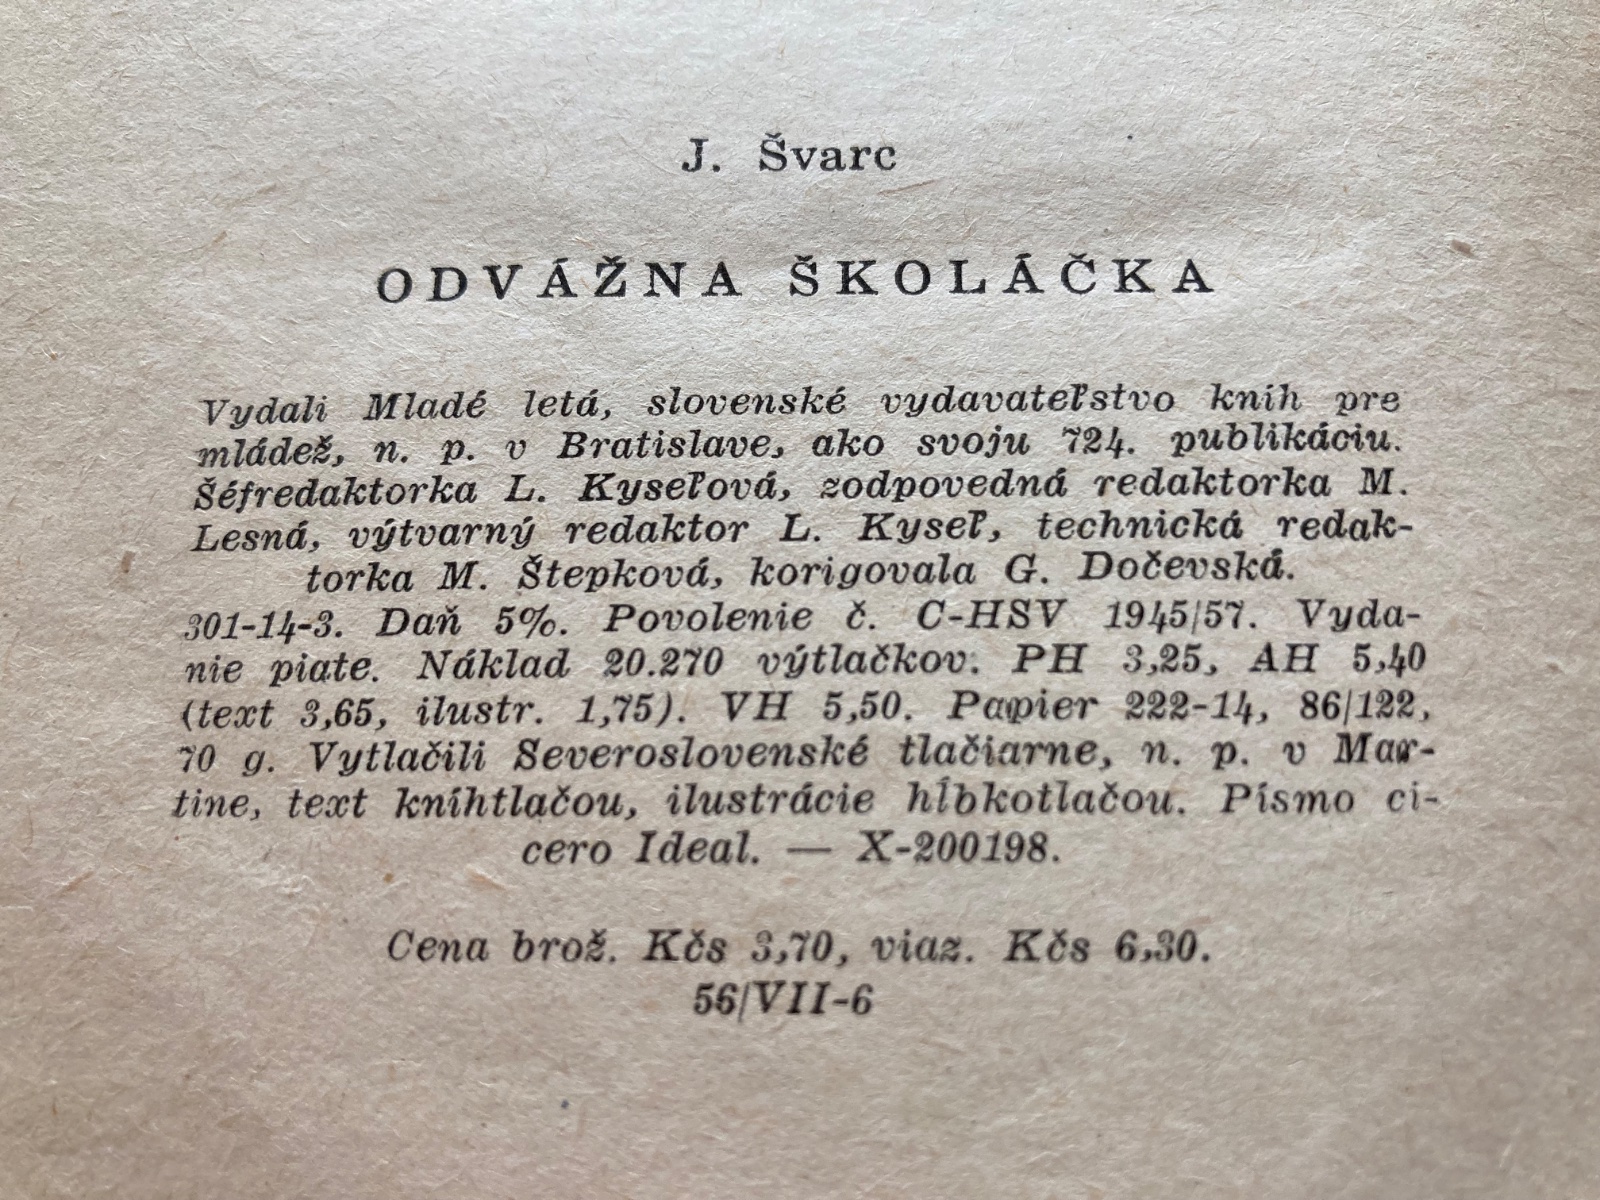 J. Švarc
ODVÁŽNA ŠKOLÁČKA
Vydali Mladé letá, slovenské vydavateľstvo kníh pre
mládež, n. p. v Bratislave, ako svoju 724. publikáciu.
Šéfredaktorka L. Kyseľová, zodpovedná redaktorka M.
Lesná, výtvarný redaktor L. Kyseľ, technická redak-
torka M. Štepková, korigovala G. Dočevská.
301-14-3. Daň 5%. Povolenie č. C-HSV 1945/57. Vyda-
nie piate. Náklad 20.270 výtlačkov. PH 3,25, AH 5,40
(text 3,65, ilustr. 1,75). VH 5,50. Papier 222-14, 86/122,
70 g. Vytlačili Severoslovenské tlačiarne, n. p. v Mar-
tine, text kníhtlačou, ilustrácie hĺbkotlačou. Písmo ci-
cero Ideal. — X-200198.
Cena brož. Kčs 3,70, viaz. Kčs 6,30.
56/VII-6